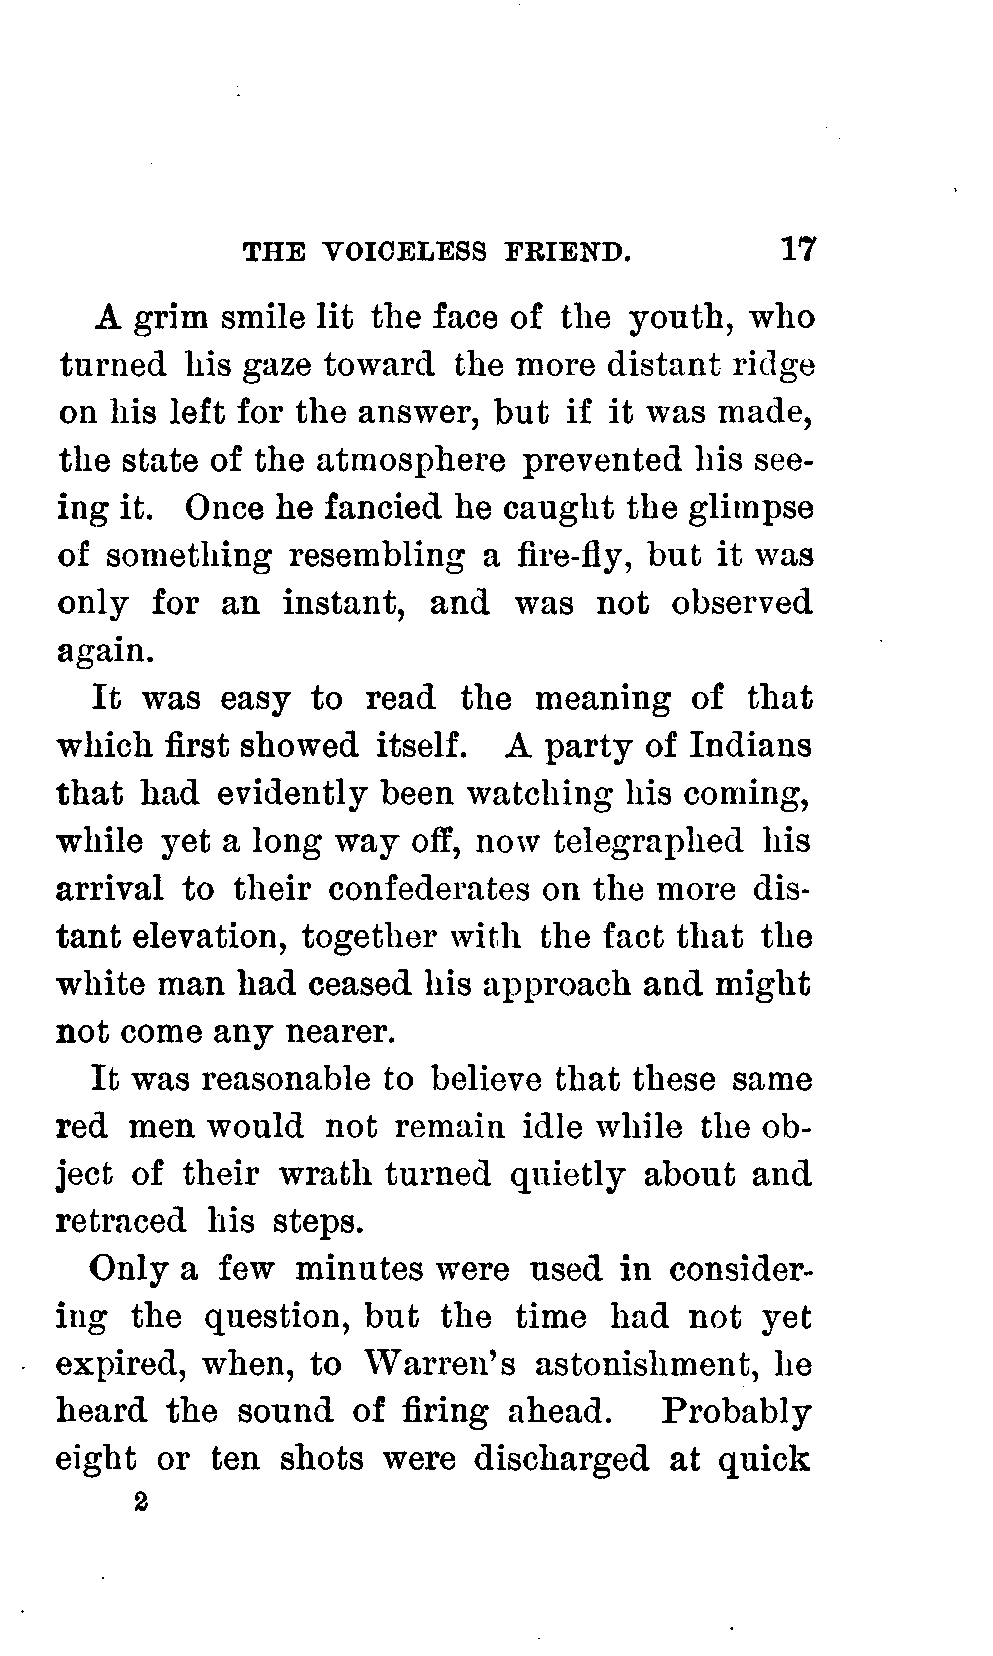 THE VOICELESS FRIEND. 17
A grim smile lit the face of the youth, who
turned his gaze toward the more distant ridge
on his left for the answer, but if it was made,
the state of the atmosphere prevented his see-
ing it. Once he fancied he caught the glimpse
of something resembling a fire-fly, but it was
only for an instant, and was not observed
again.
It was easy to read the meaning of that
which first showed itself. A party of Indians
that had evidently been watching his coming,
while yet a long way off, now telegraphed his
arrival to their confederates on the more dis-
tant elevation, together with the fact that the
white man had ceased his approach and might
not come any nearer.
It was reasonable to believe that these same
red men would not remain idle while the ob-
ject of their wrath turned quietly about and
retraced his steps.
Only a few minutes were used in consider-
ing the question, but the time had not yet
expired, when, to Warren's astonishment, he
heard the sound of firing ahead. Probably
eight or ten shots were discharged at quick
2